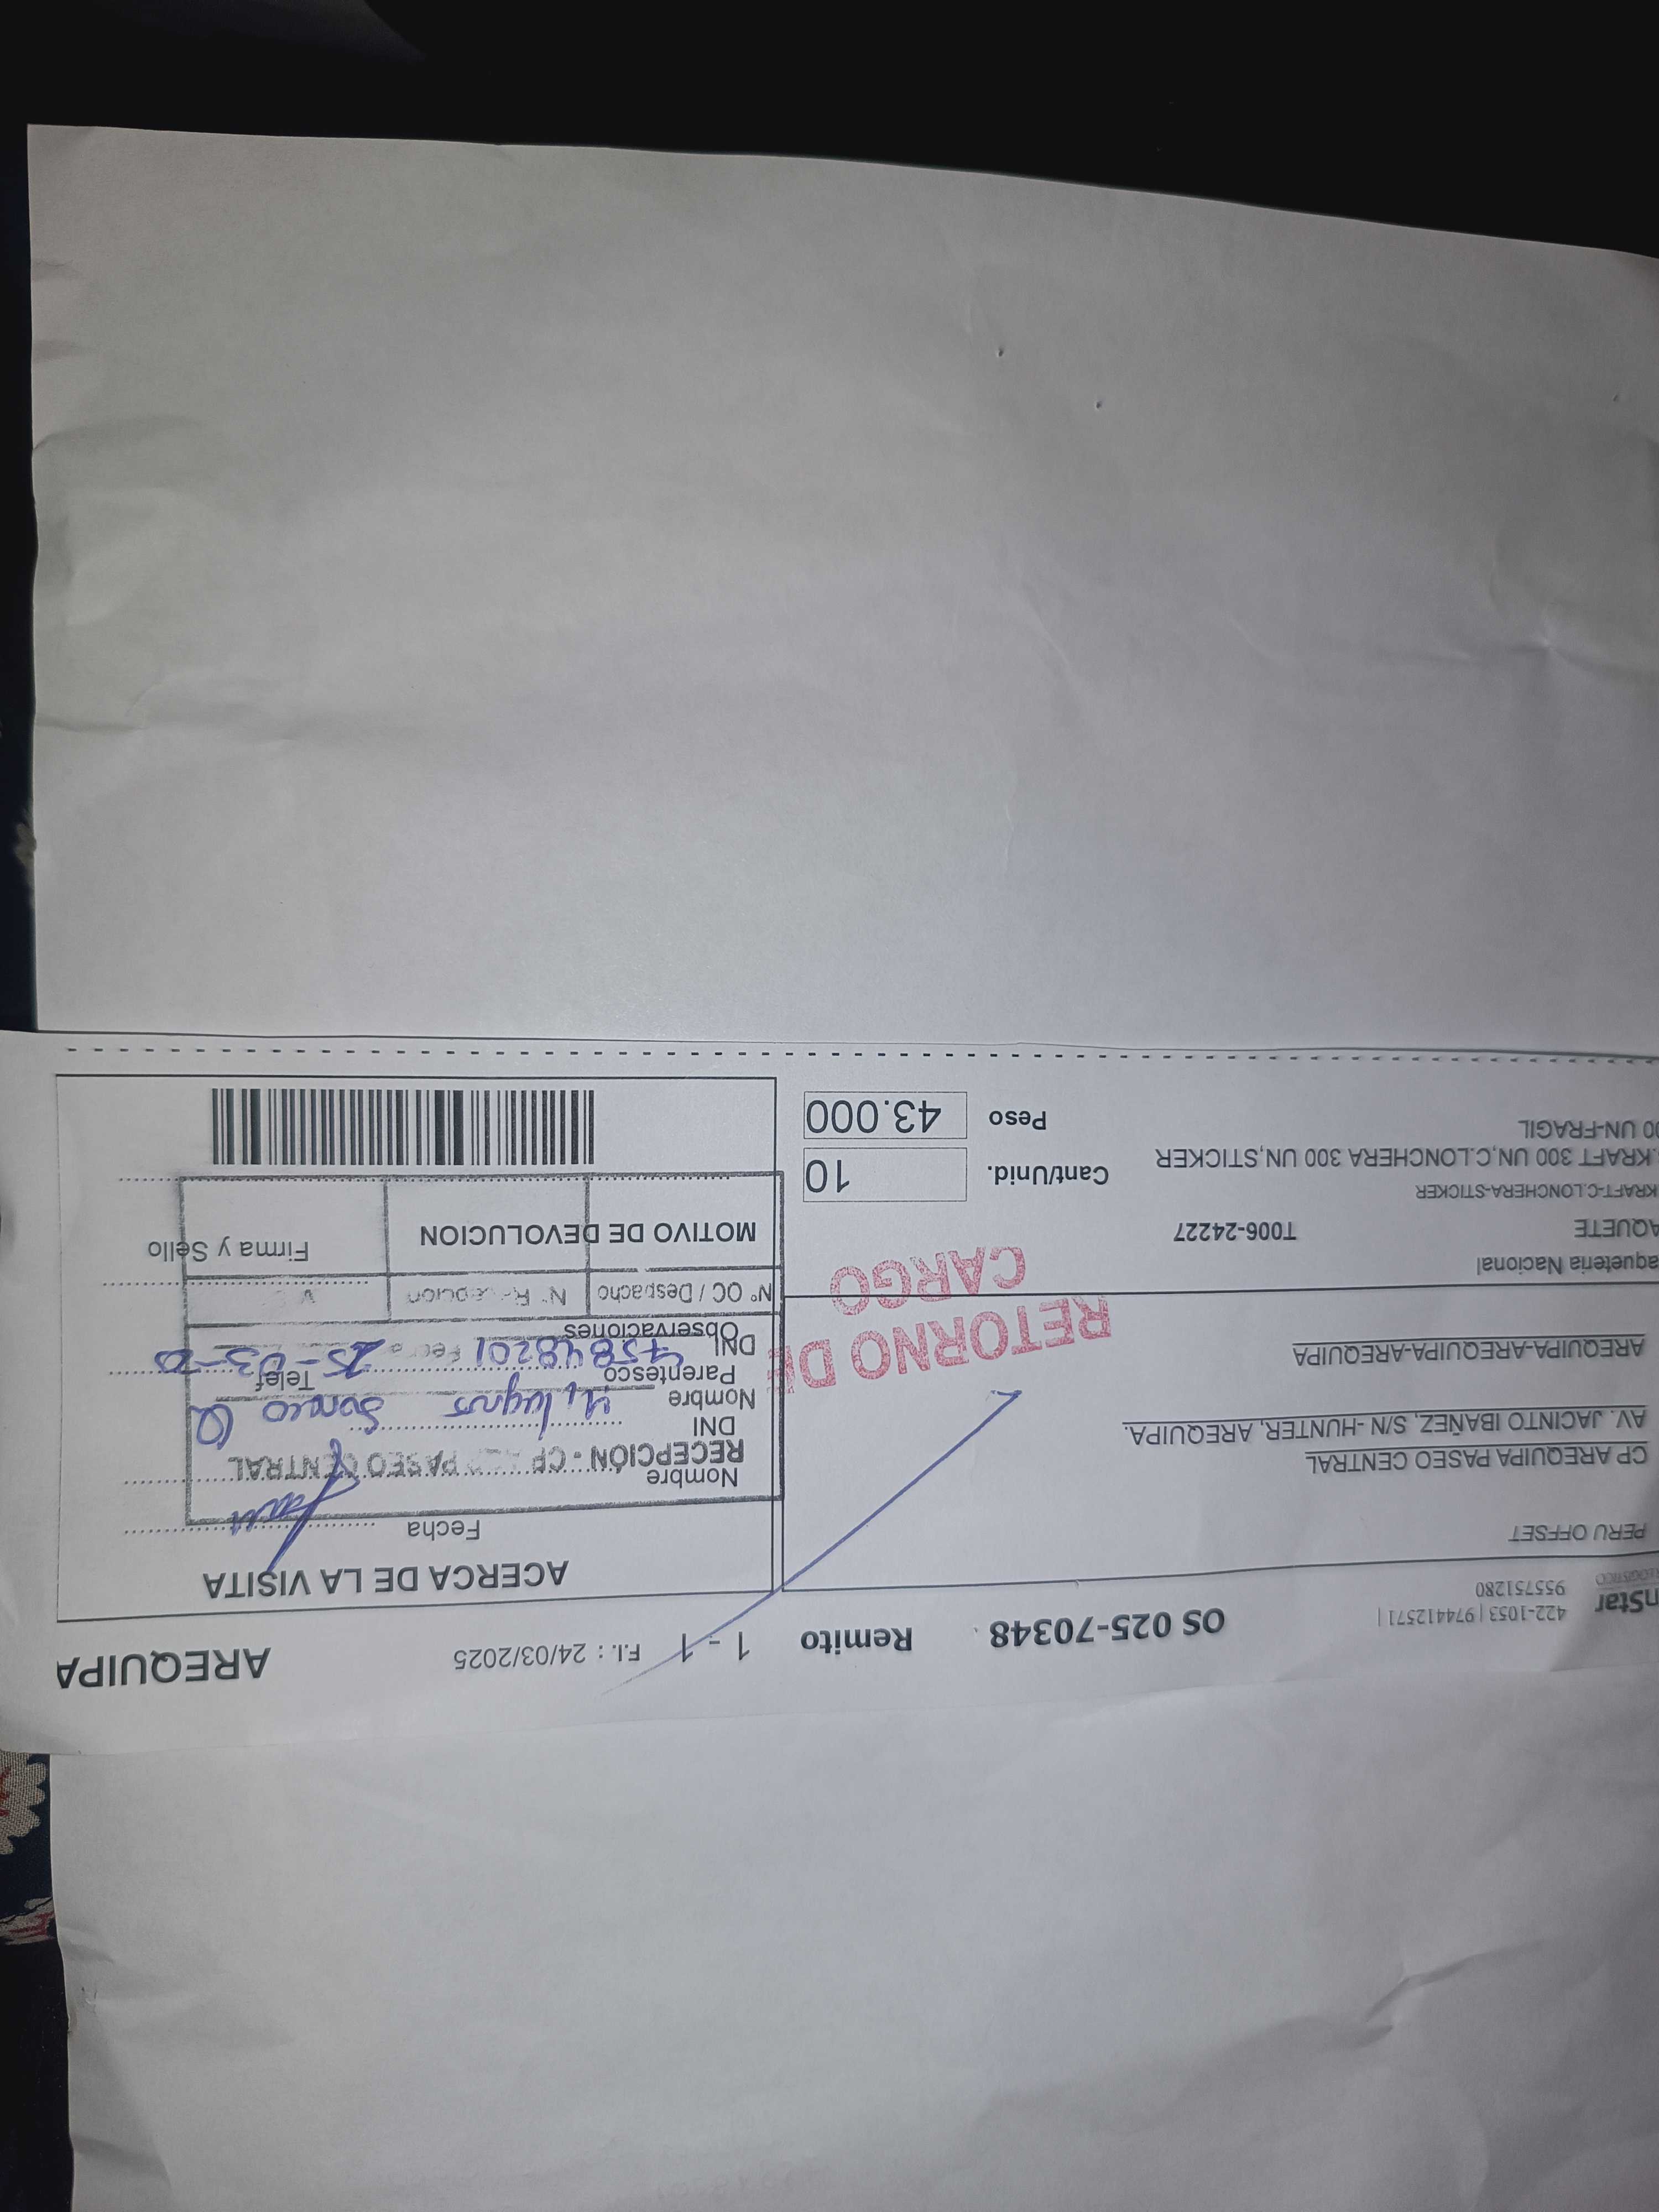 nStar
422-1053 | 974412571 |
955751280
OS 025-70348
Remito
1 - 1
F.I. : 24/03/2025
AREQUIPA
PERU OFFSET
CP AREQUIPA PASEO CENTRAL
AV. JACINTO IBAÑEZ, S/N -HUNTER, AREQUIPA.
AREQUIPA-AREQUIPA-AREQUIPA
RETORNO DE
CARGO
aqueteria Nacional
AQUETE
T006-24227
KRAFT-C.LONCHERA-STICKER
KRAFT 300 UN,C.LONCHERA 300 UN,STICKER
00 UN-FRAGIL
Cant/Unid.
10
Peso
43.000
ACERCA DE LA VISITA
Fecha
Nombre
RECEPCIÓN - CP PASEO CENTRAL
DNI
Nombre
Parentesco
Telef
DNI 45848201
25-03-25
Observaciones
N° OC / Despacho
N° Recepcion
MOTIVO DE DEVOLUCION
Firma y Sello